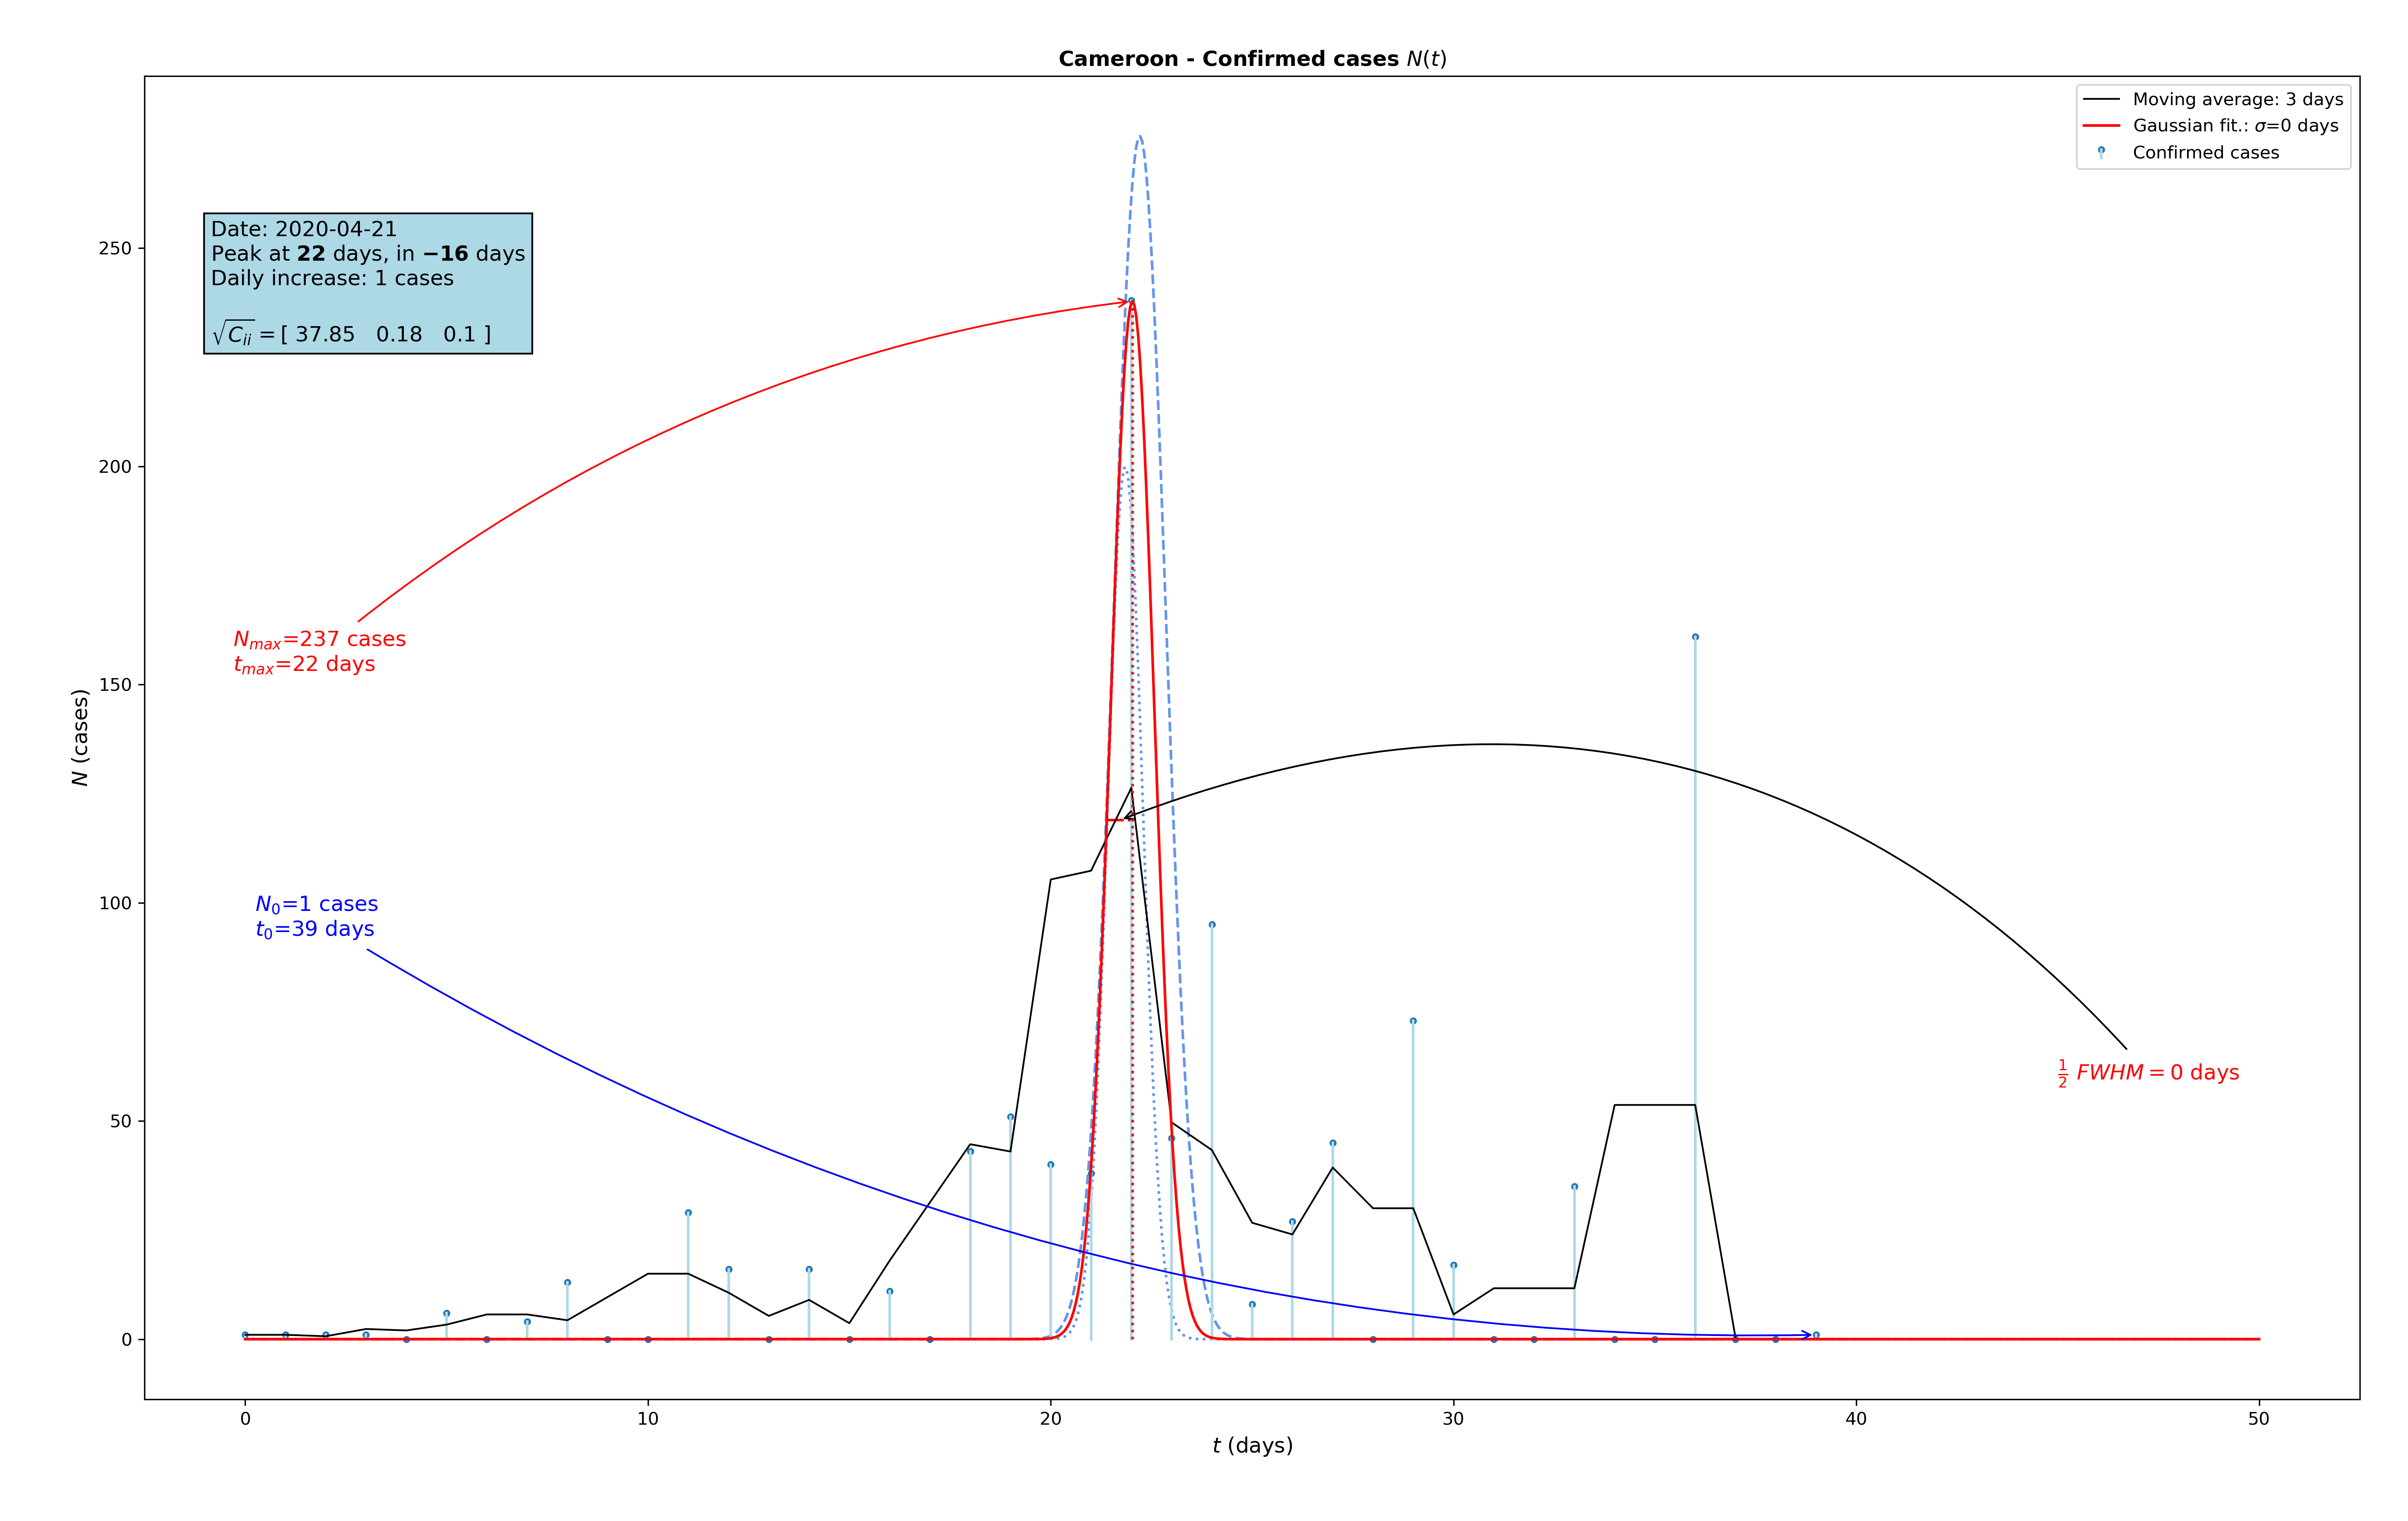 Cameroon - Confirmed cases N(t)
Moving average: 3 days
Gaussian fit.: σ=0 days
Confirmed cases
Date: 2020-04-21
Peak at 22 days, in −16 days
Daily increase: 1 cases
√C_ii = [ 37.85 0.18 0.1 ]
N_max=237 cases
t_max=22 days
N_0=1 cases
t_0=39 days
½ FWHM = 0 days
N (cases)
250
200
150
100
50
0
0 10 20 30 40 50
t (days)